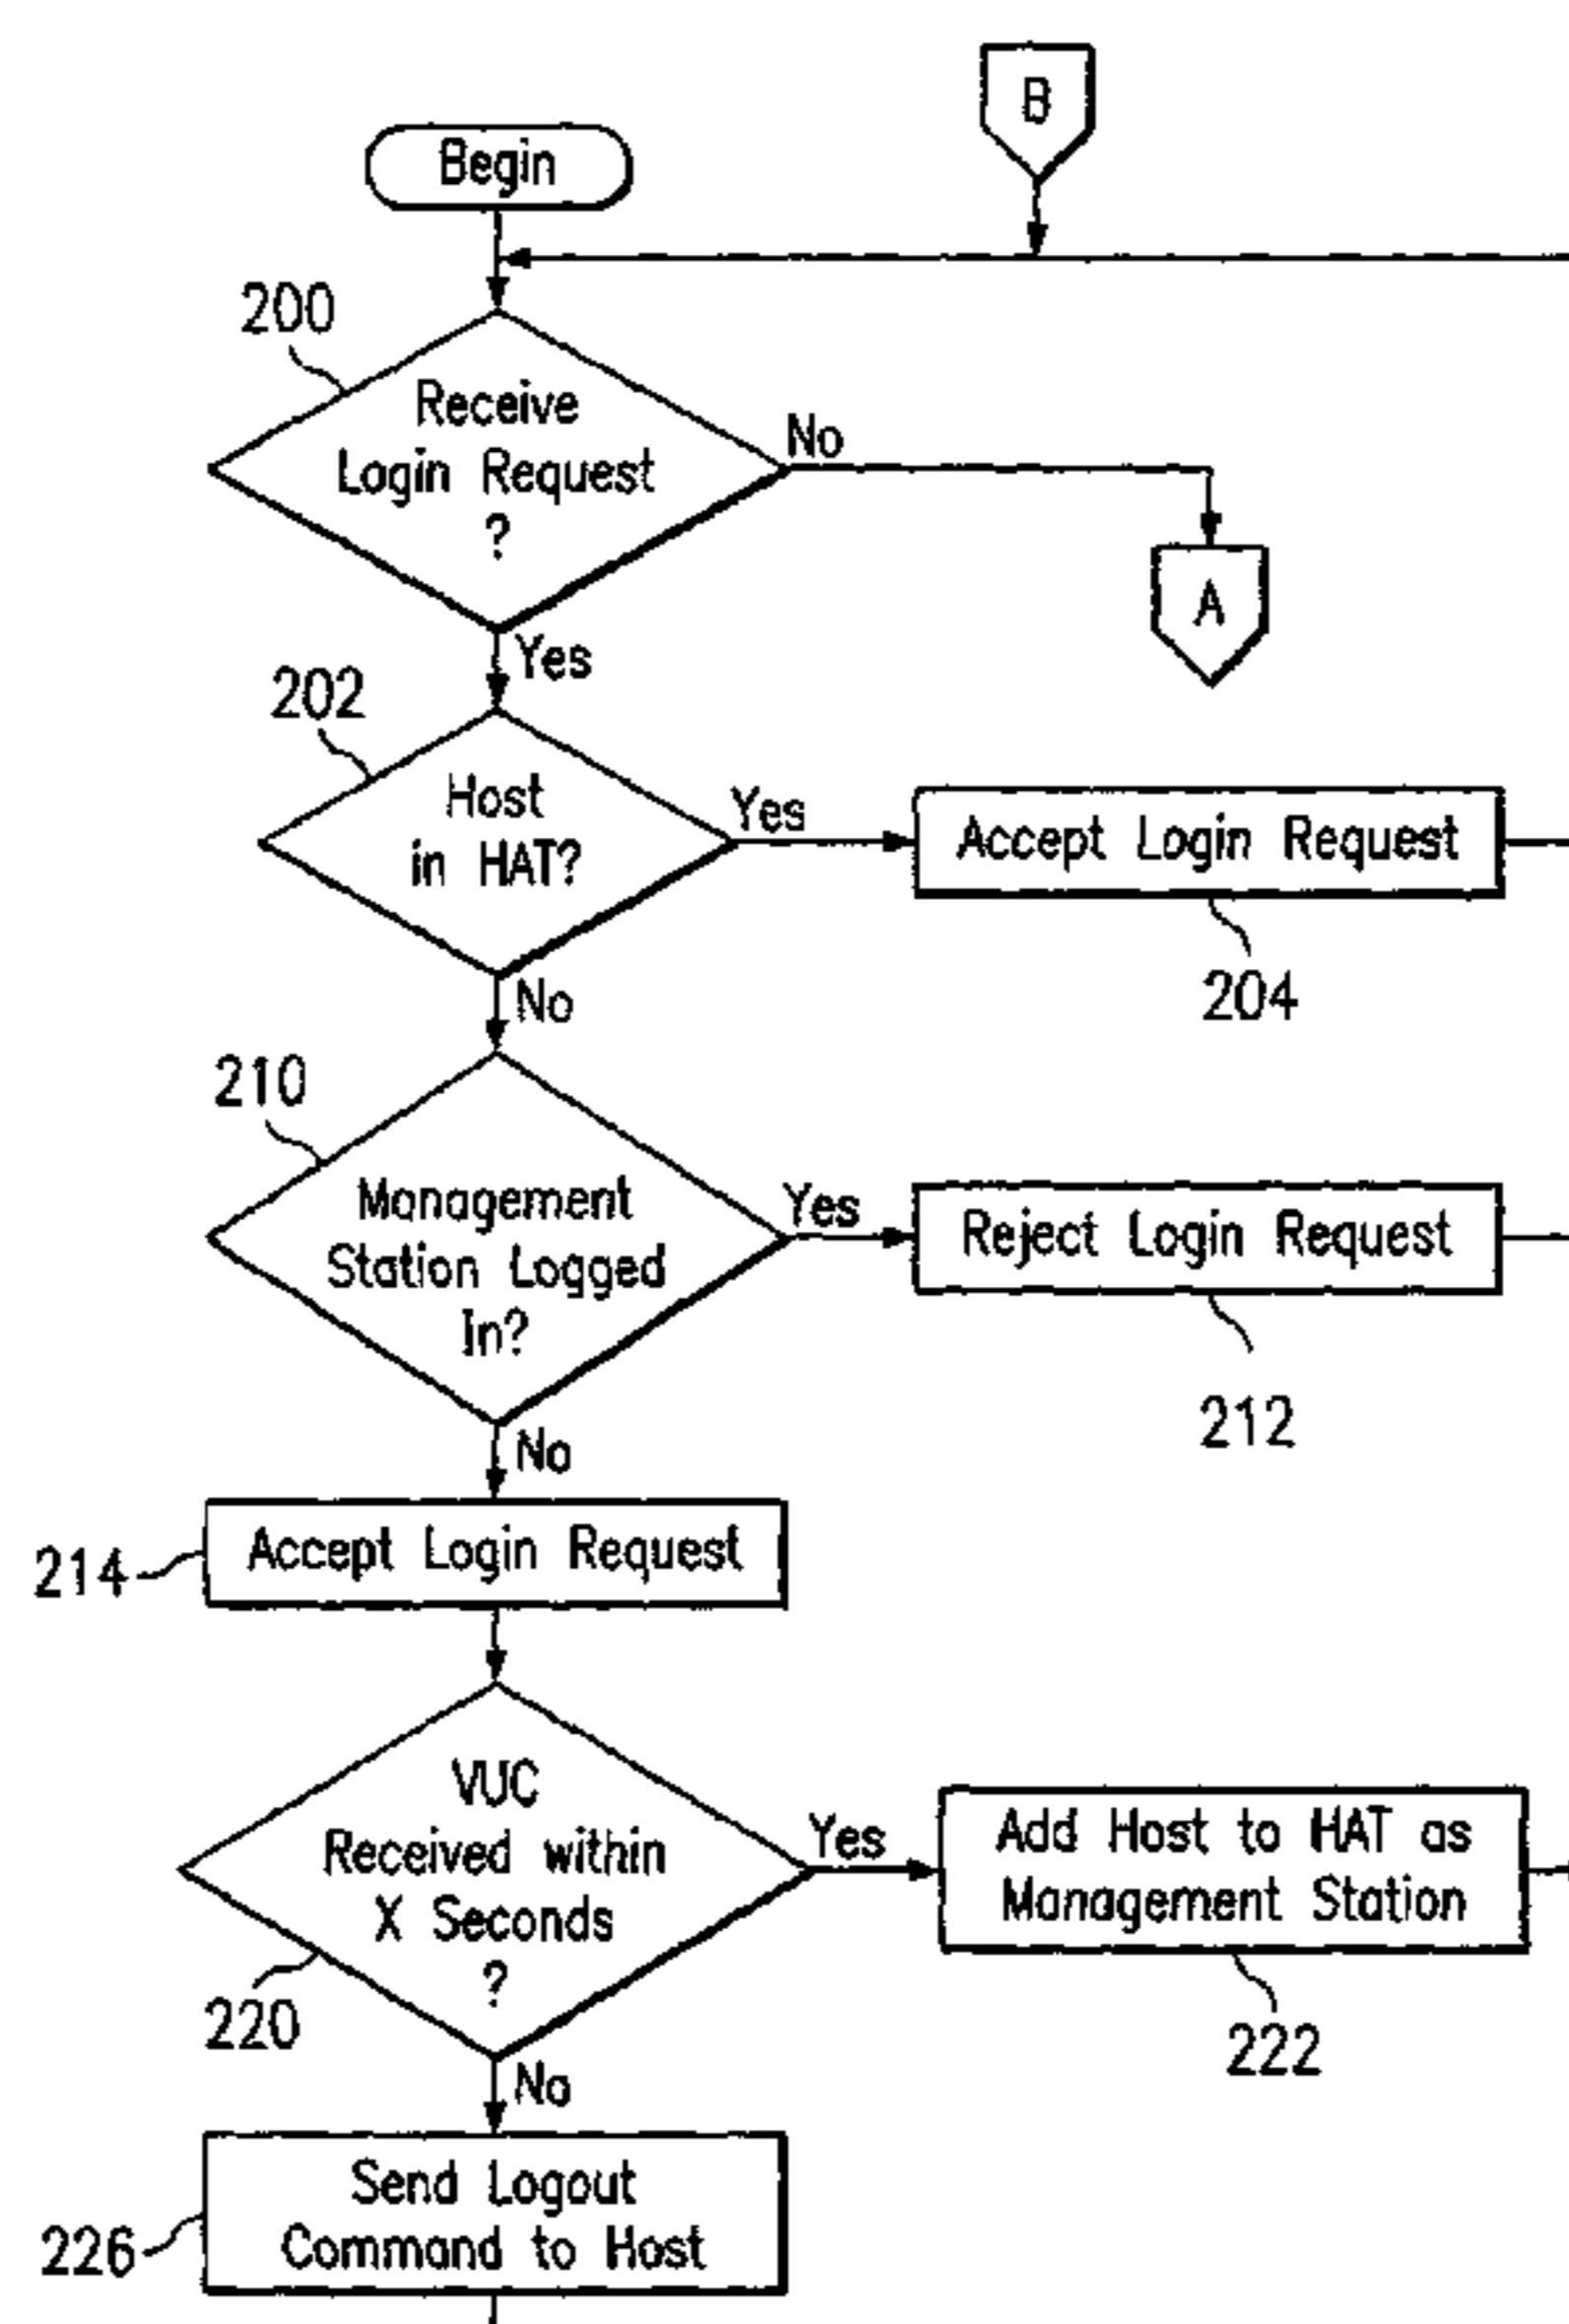 B
Begin
200
Receive
Login Request
?
No
A
Yes
202
Host
in HAT?
Yes
Accept Login Request
204
No
210
Management
Station Logged
In?
Yes
Reject Login Request
212
No
214
Accept Login Request
VUC
Received within
X Seconds
?
Yes
Add Host to HAT as
Management Station
220
222
No
Send Logout
Command to Host
226